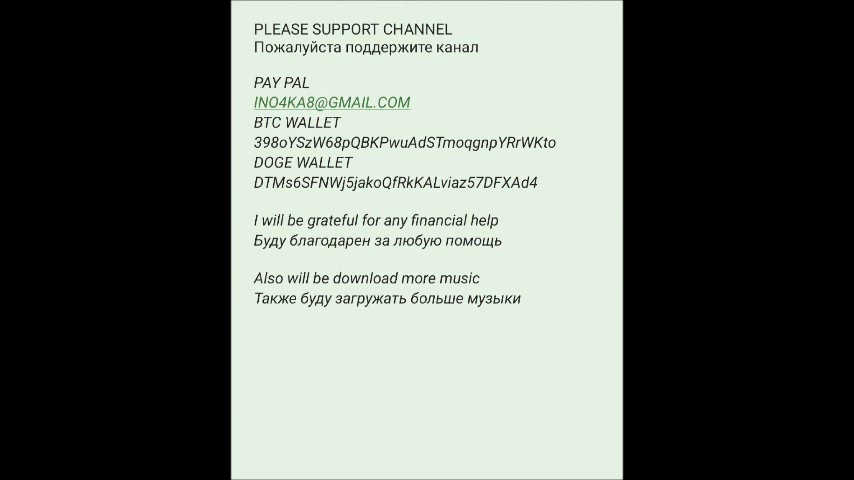 PLEASE SUPPORT CHANNEL
Пожалуйста поддержите канал
PAY PAL
INO4KA8@GMAIL.COM
BTC WALLET
398oYSzW68pQBKPwuAdSTmoqgnpYRrWKto
DOGE WALLET
DTMs6SFNWj5jakoQfRkKALviaz57DFXAd4
I will be grateful for any financial help
Буду благодарен за любую помощь
Also will be download more music
Также буду загружать больше музыки